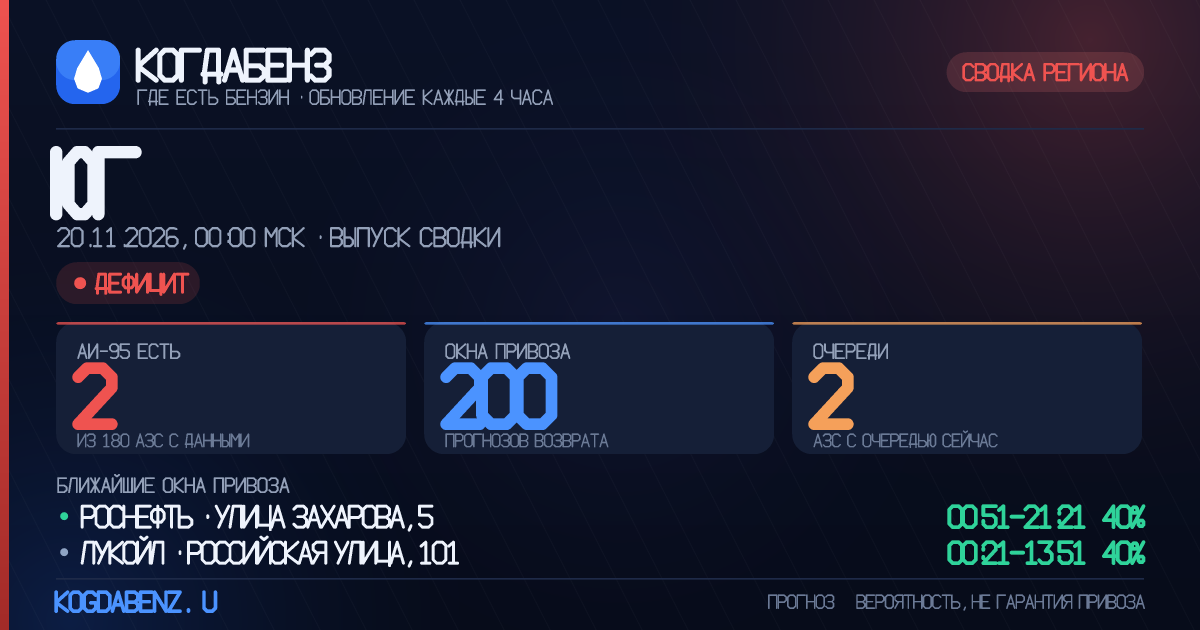 КОГДАБЕНЗ
ГДЕ ЕСТЬ БЕНЗИН · ОБНОВЛЕНИЕ КАЖДЫЕ 4 ЧАСА
СВОДКА РЕГИОНА
ЮГ
20.11.2026, 00:00 МСК · ВЫПУСК СВОДКИ
• ДЕФИЦИТ
АИ-95 ЕСТЬ
2
ИЗ 180 АЗС С ДАННЫМИ
ОКНА ПРИВОЗА
200
ПРОГНОЗОВ ВОЗВРАТА
ОЧЕРЕДИ
2
АЗС С ОЧЕРЕДЬЮ СЕЙЧАС
БЛИЖАЙШИЕ ОКНА ПРИВОЗА
• РОСНЕФТЬ · УЛИЦА ЗАХАРОВА, 5 00:51-21:21 40%
• ЛУКОЙЛ · РОССИЙСКАЯ УЛИЦА, 101 00:21-13:51 40%
KOGDABENZ. U
ПРОГНОЗ ВЕРОЯТНОСТЬ, НЕ ГАРАНТИЯ ПРИВОЗА